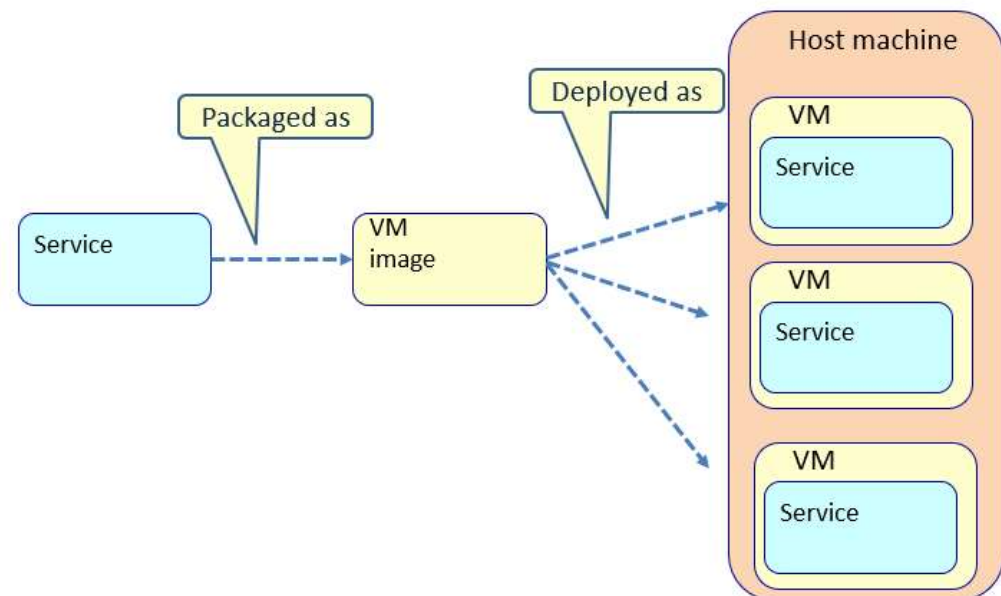 Host machine
Deployed as
Packaged as
VM
Service
Service
VM
image
VM
Service
VM
Service